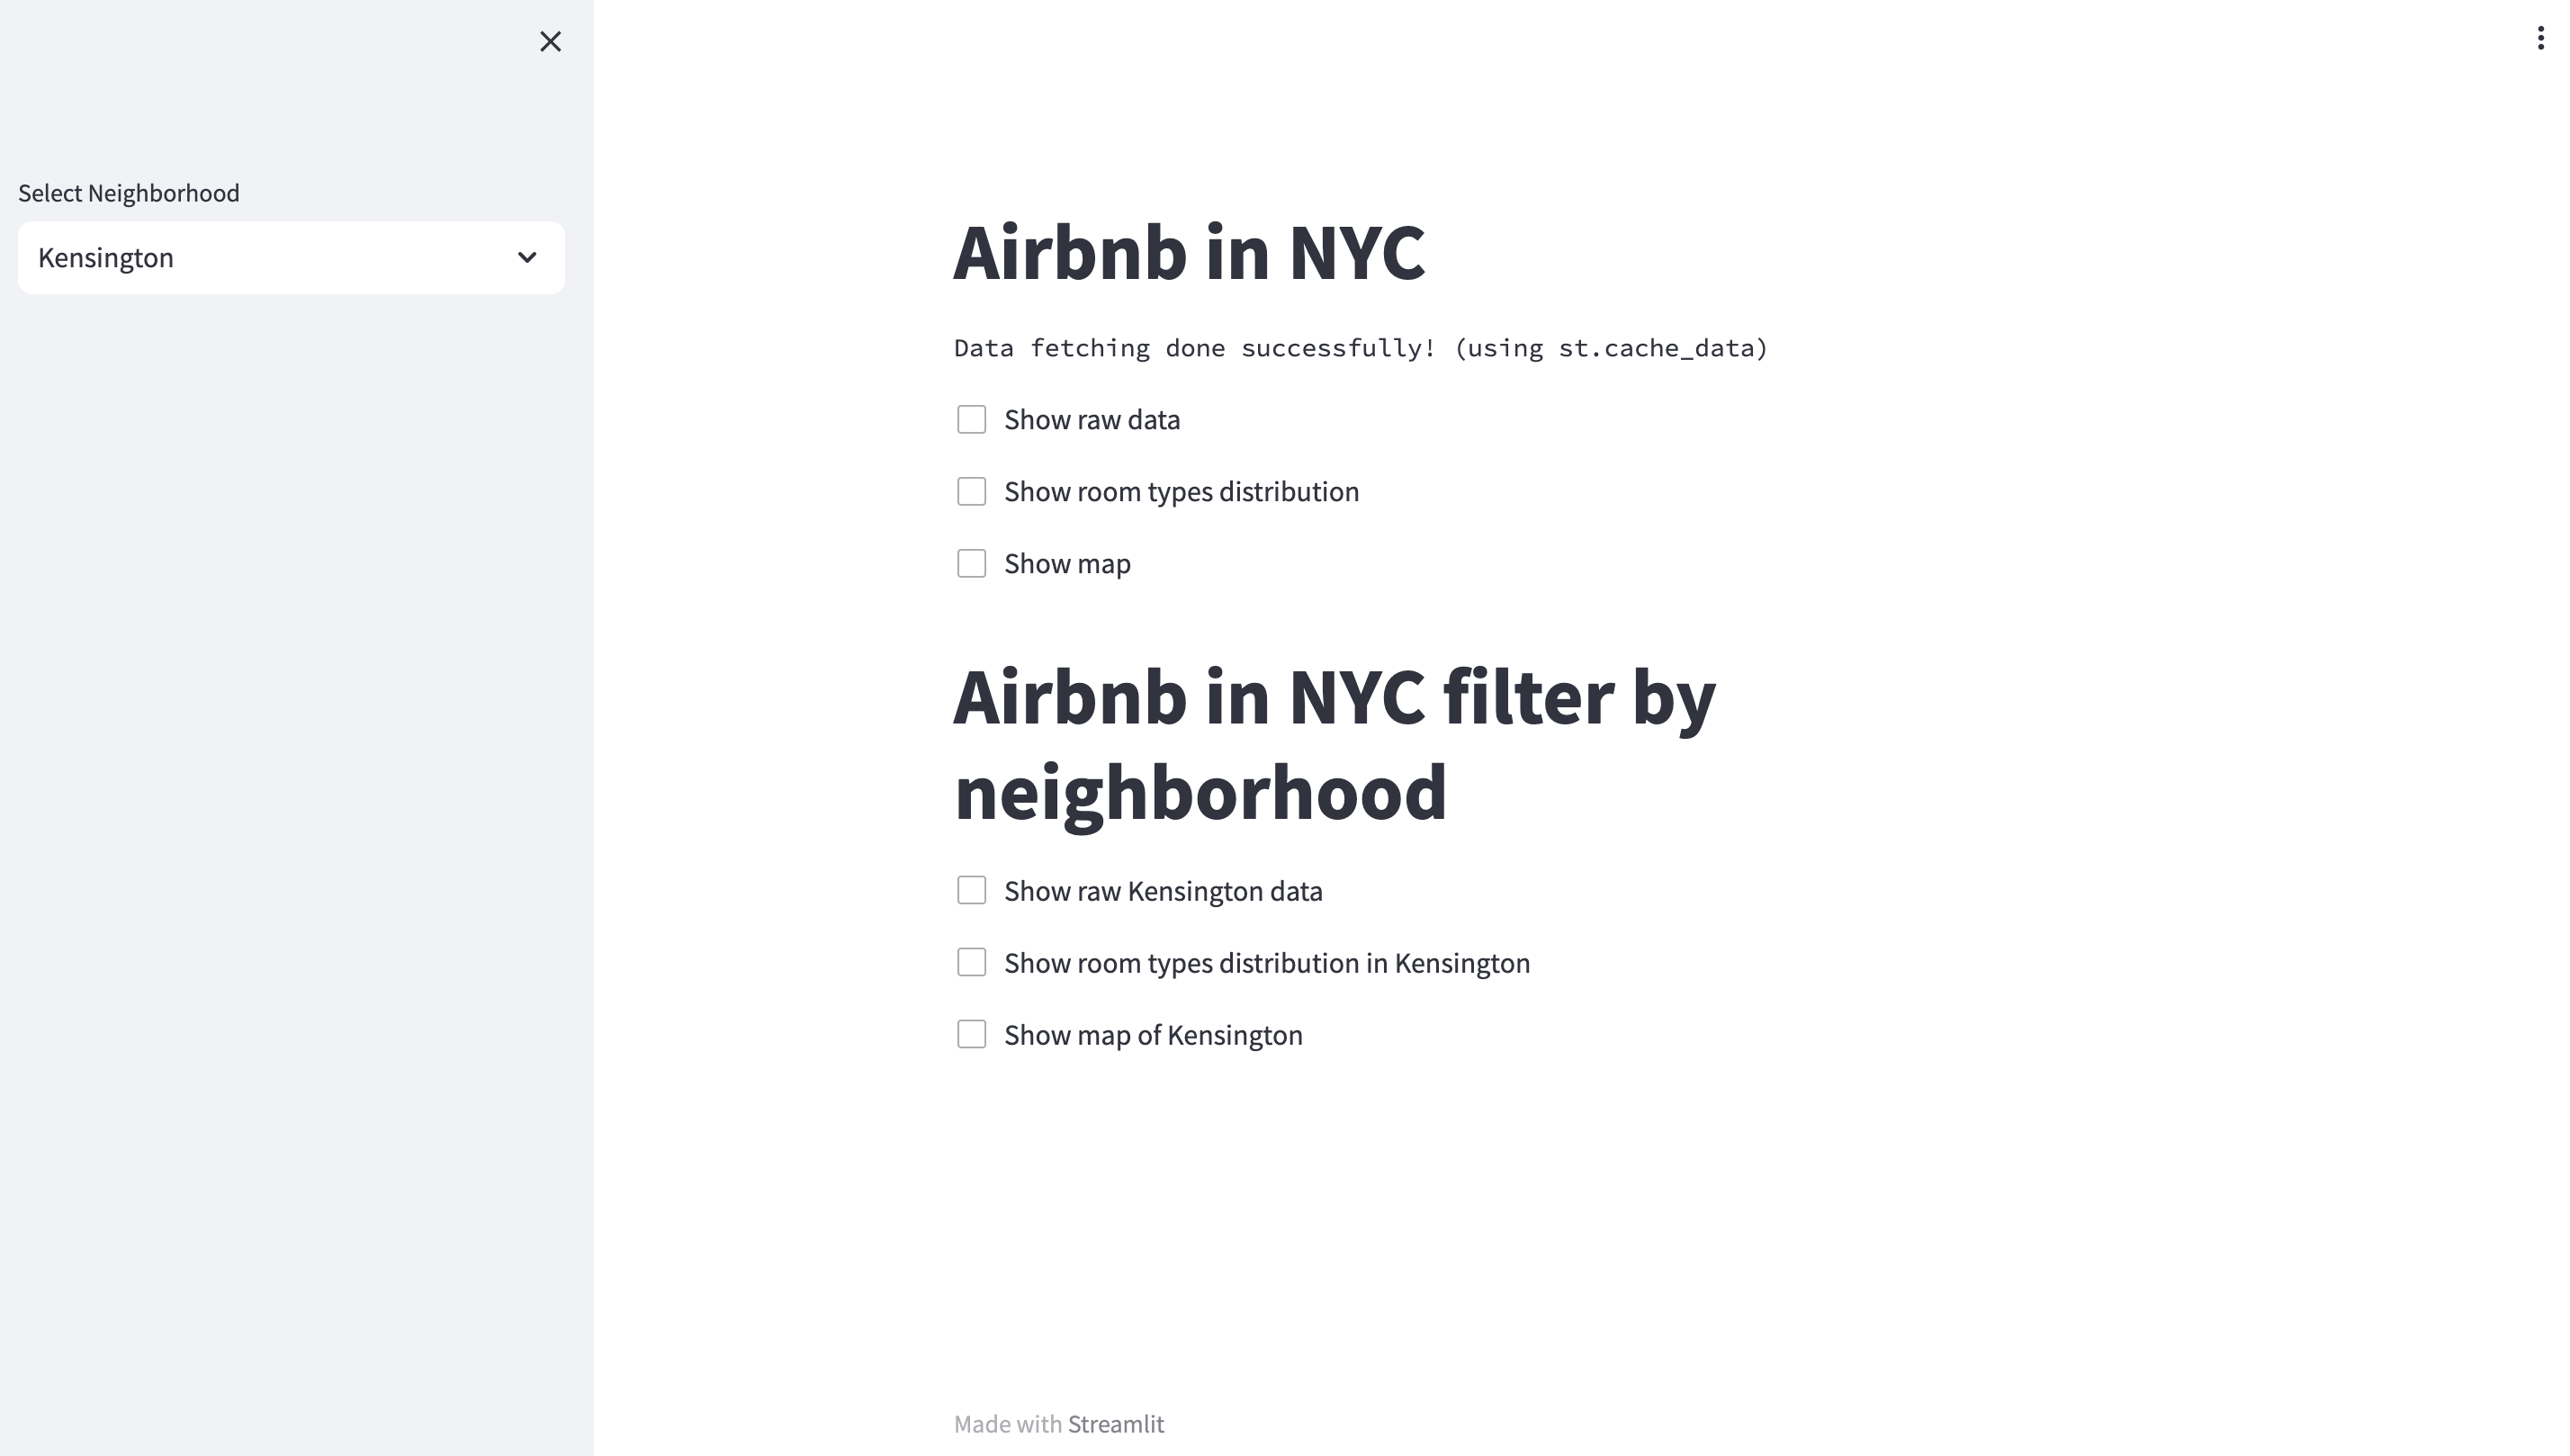 Select Neighborhood
Kensington
Airbnb in NYC
Data fetching done successfully! (using st.cache_data)
Show raw data
Show room types distribution
Show map
Airbnb in NYC filter by
neighborhood
Show raw Kensington data
Show room types distribution in Kensington
Show map of Kensington
Made with Streamlit